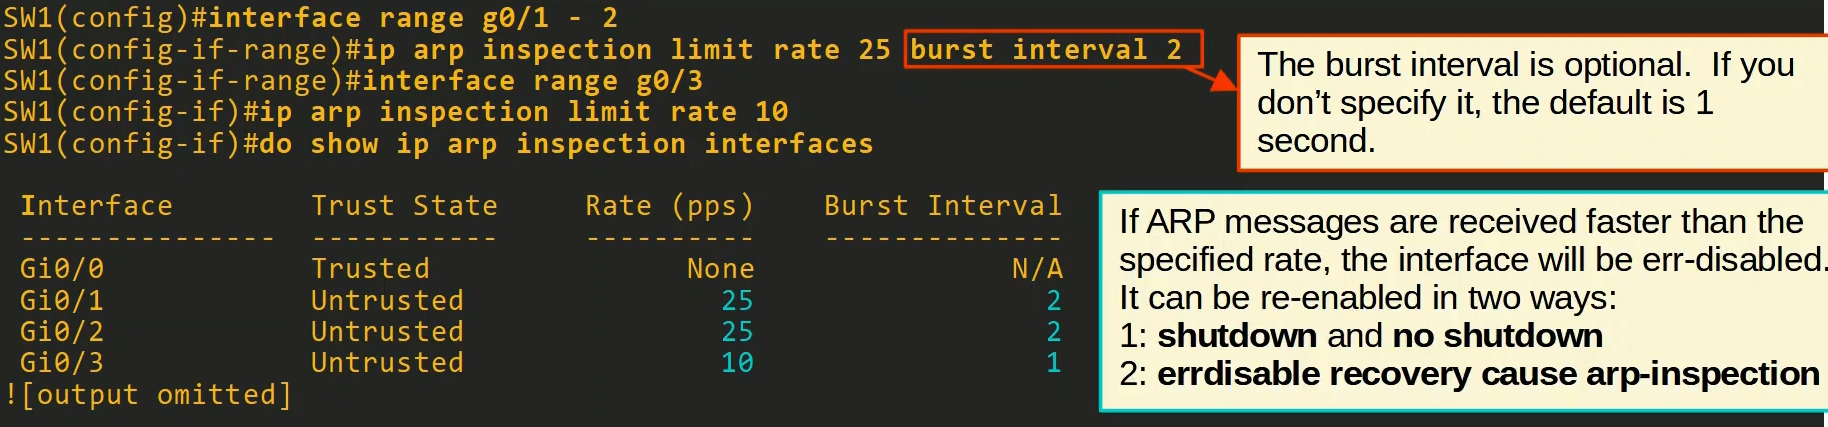 SW1(config)#interface range g0/1 - 2
SW1(config-if-range)#ip arp inspection limit rate 25 burst interval 2
SW1(config-if-range)#interface range g0/3
SW1(config-if)#ip arp inspection limit rate 10
SW1(config-if)#do show ip arp inspection interfaces
The burst interval is optional.  If you
don't specify it, the default is 1
second.
Interface        Trust State     Rate (pps)    Burst Interval
---------------  -----------     ----------    --------------
Gi0/0            Trusted               None               N/A
Gi0/1            Untrusted               25                 2
Gi0/2            Untrusted               25                 2
Gi0/3            Untrusted               10                 1
![output omitted]
If ARP messages are received faster than the
specified rate, the interface will be err-disabled.
It can be re-enabled in two ways:
1: shutdown and no shutdown
2: errdisable recovery cause arp-inspection